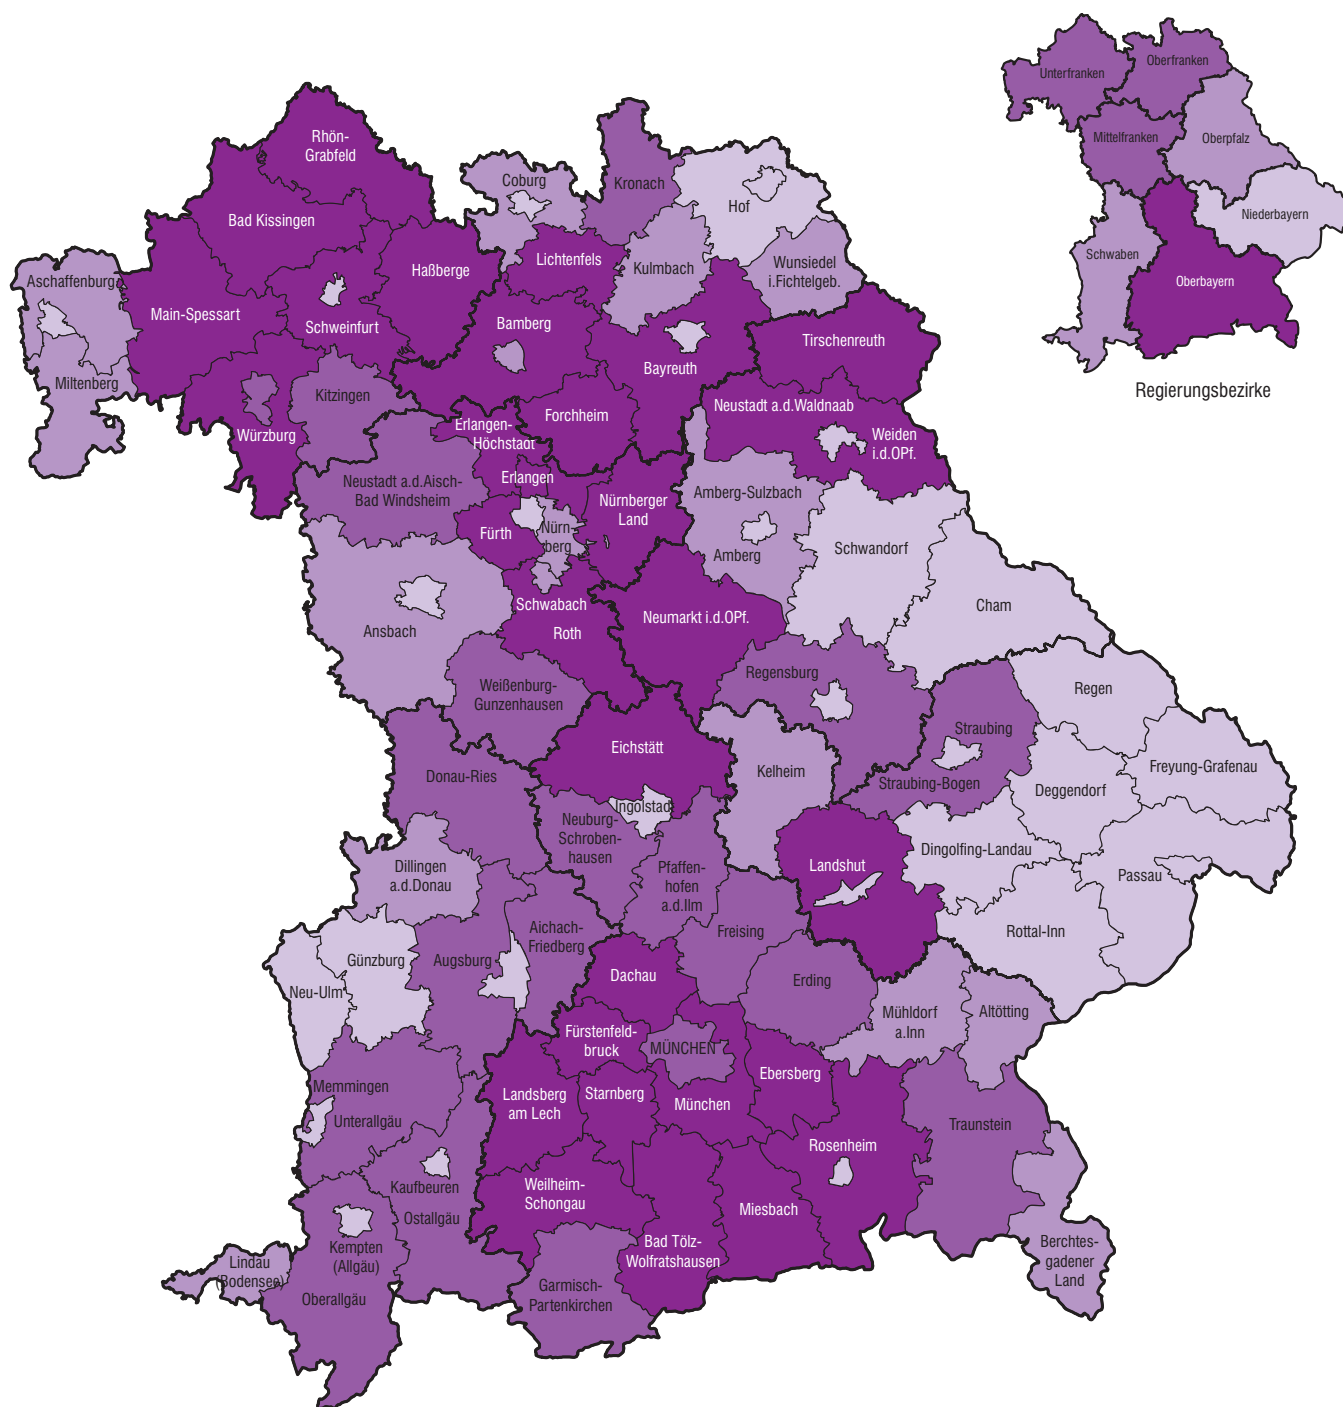 Unterfranken
Oberfranken
Mittelfranken
Oberpfalz
Niederbayern
Schwaben
Oberbayern
Regierungsbezirke
Rhön-
Grabfeld
Bad Kissingen
Coburg
Kronach
Hof
Lichtenfels
Kulmbach
Wunsiedel
i.Fichtelgeb.
Haßberge
Aschaffenburg
Main-Spessart
Schweinfurt
Bamberg
Bayreuth
Tirschenreuth
Miltenberg
Kitzingen
Würzburg
Forchheim
Neustadt a.d.Waldnaab
Weiden
i.d.OPf.
Erlangen-
Höchstadt
Erlangen
Neustadt a.d.Aisch-
Bad Windsheim
Nürnberger
Land
Fürth
Nürn-
berg
Amberg-Sulzbach
Amberg
Schwandorf
Cham
Ansbach
Schwabach
Roth
Neumarkt i.d.OPf.
Weißenburg-
Gunzenhausen
Regensburg
Regen
Straubing
Straubing-Bogen
Eichstätt
Kelheim
Freyung-Grafenau
Deggendorf
Donau-Ries
Ingolstadt
Neuburg-
Schroben-
hausen
Pfaffen-
hofen
a.d.Ilm
Dingolfing-Landau
Landshut
Passau
Dillingen
a.d.Donau
Rottal-Inn
Aichach-
Friedberg
Freising
Augsburg
Günzburg
Neu-Ulm
Dachau
Erding
Mühldorf
a.Inn
Altötting
Fürstenfeld-
bruck
MÜNCHEN
Ebersberg
Landsberg
am Lech
Starnberg
München
Memmingen
Unterallgäu
Traunstein
Rosenheim
Kaufbeuren
Ostallgäu
Weilheim-
Schongau
Miesbach
Bad Tölz-
Wolfratshausen
Kempten
(Allgäu)
Lindau
(Bodensee)
Oberallgäu
Garmisch-
Partenkirchen
Berchtes-
gadener
Land